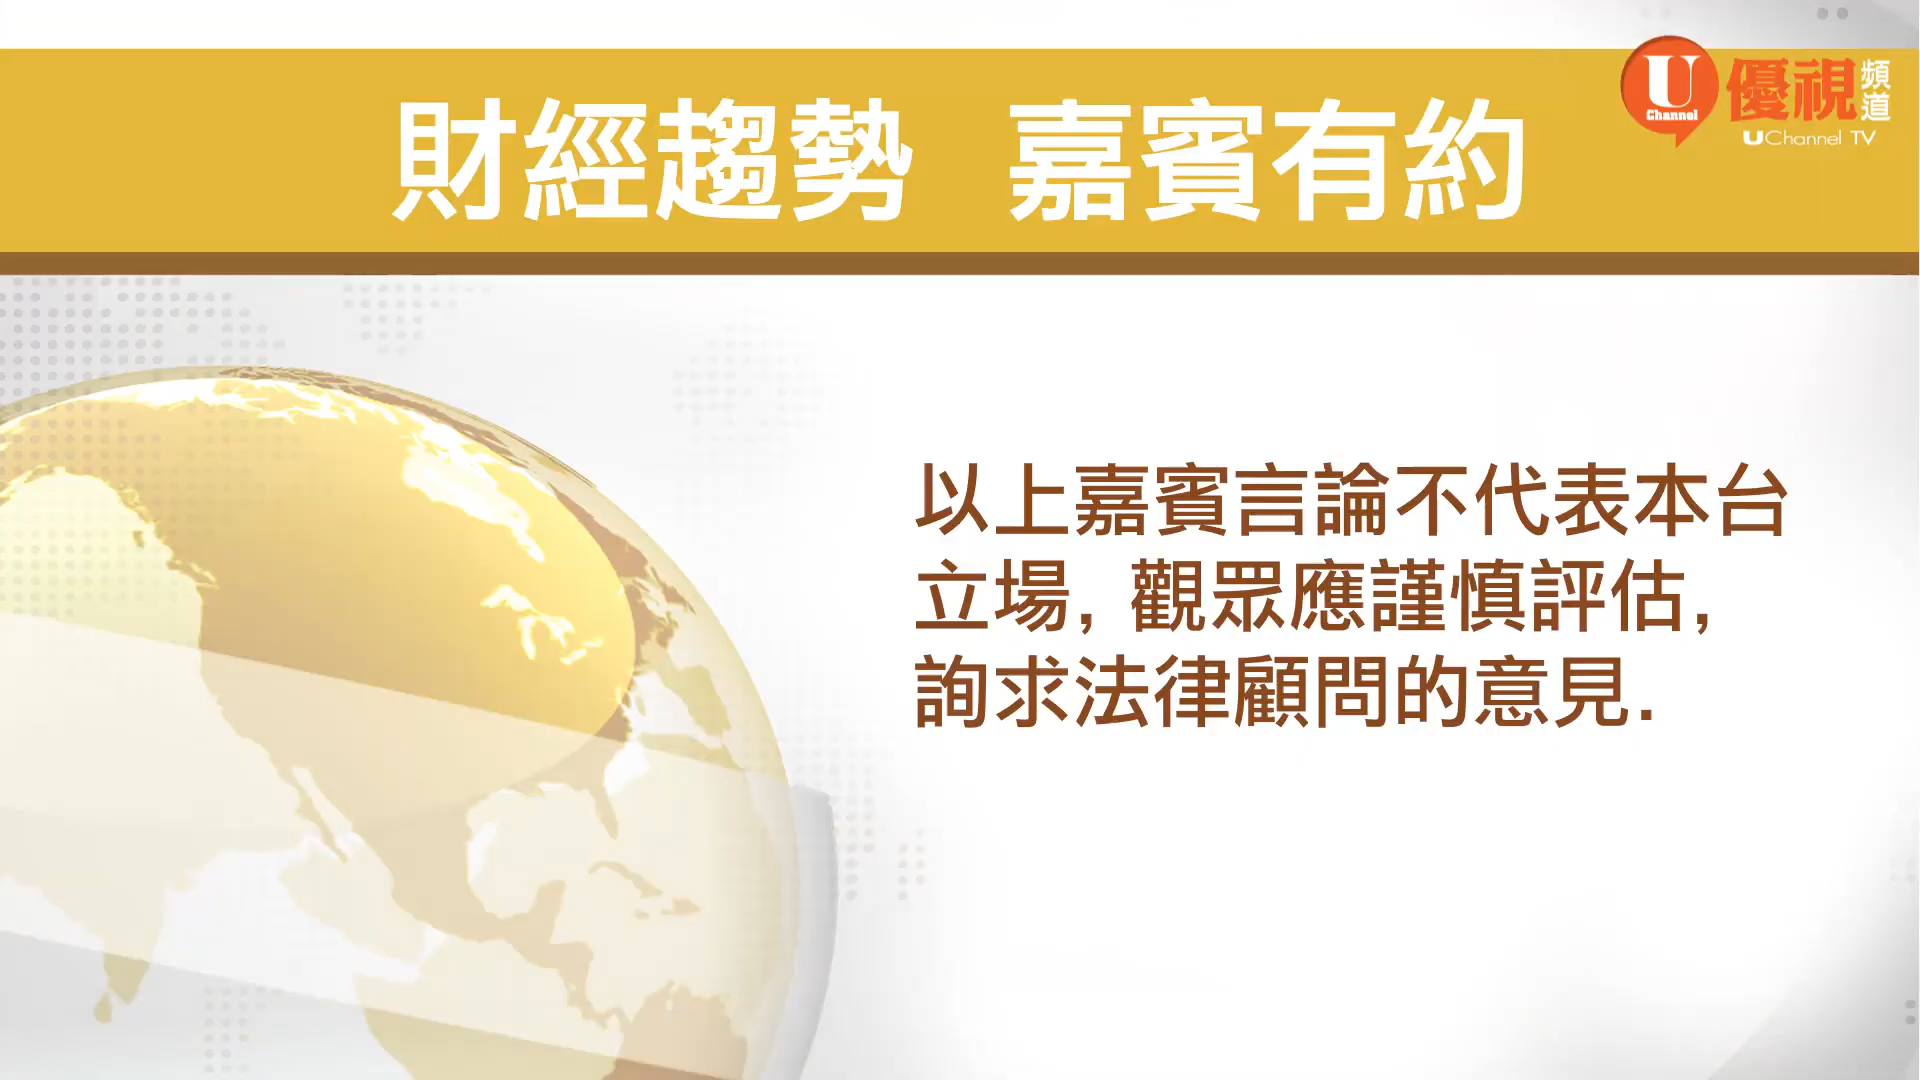 財經趨勢 嘉賓有約
U Channel
優視頻道
UChannel TV
以上嘉賓言論不代表本台
立場, 觀眾應謹慎評估,
詢求法律顧問的意見.